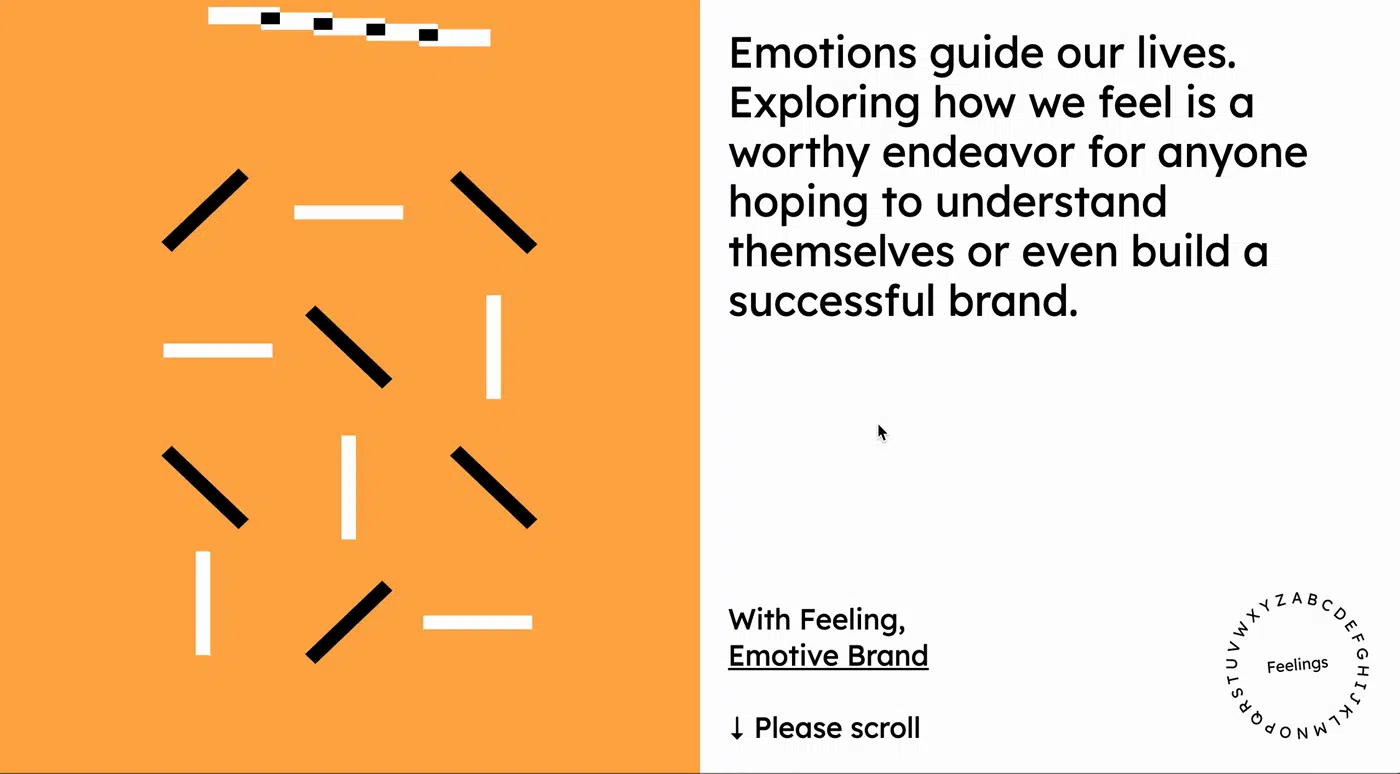 Emotions guide our lives.
Exploring how we feel is a
worthy endeavor for anyone
hoping to understand
themselves or even build a
successful brand.
With Feeling,
Emotive Brand
↓ Please scroll
ABCDEFGHIJKLMNOPQRSTUVWXYZ
Feelings